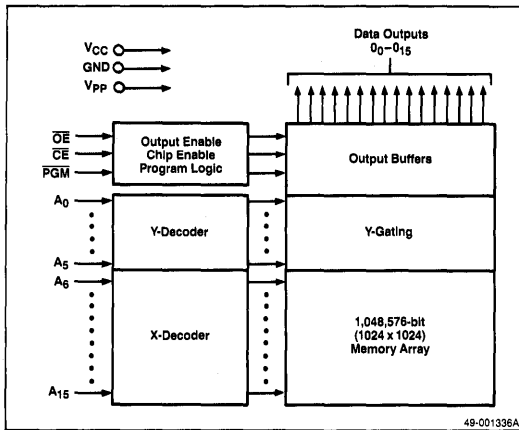 VCC
GND
VPP
Data Outputs
O0–O15
OE
CE
PGM
Output Enable
Chip Enable
Program Logic
Output Buffers
A0
Y-Decoder
Y-Gating
A5
A6
X-Decoder
1,048,576-bit
(1024 x 1024)
Memory Array
A15
49-001336A